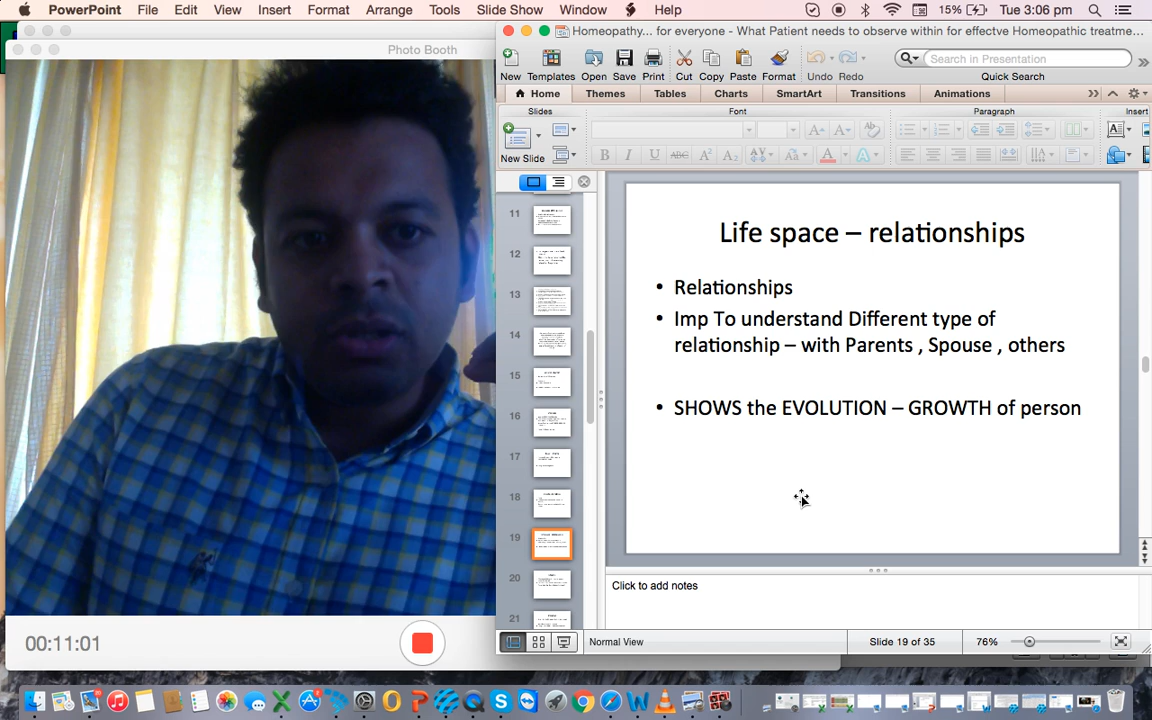 PowerPoint File Edit View Insert Format Arrange Tools Slide Show Window Help 15% Tue 3:06 pm
Photo Booth
Homeopathy... for everyone - What Patient needs to observe within for effectve Homeopathic treatme...
New Templates Open Save Print Cut Copy Paste Format Undo Redo
Search in Presentation
Quick Search
Home Themes Tables Charts SmartArt Transitions Animations
Slides Font Paragraph Insert
New Slide
11
12
13
14
15
16
17
18
19
20
21
Life space – relationships
• Relationships
• Imp To understand Different type of
relationship – with Parents , Spouse , others
• SHOWS the EVOLUTION – GROWTH of person
Click to add notes
Normal View Slide 19 of 35 76%
00:11:01